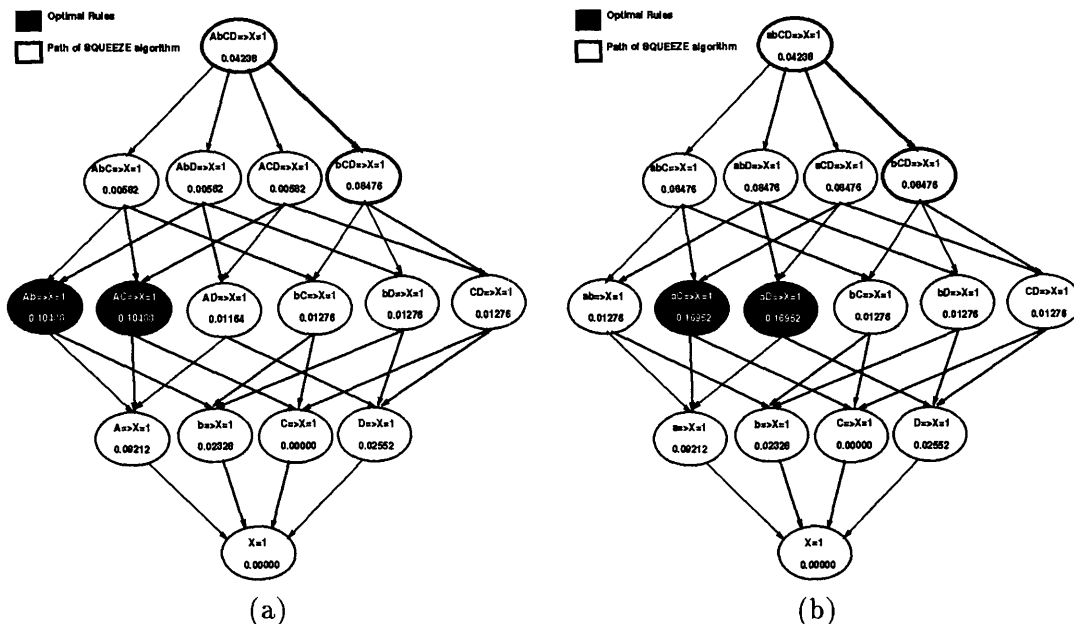 Optimal Rules
Path of SQUEEZE algorithm
AbCD=>X=1
0.04238
AbC=>X=1
0.00582
AbD=>X=1
0.00582
ACD=>X=1
0.00582
bCD=>X=1
0.08476
Ab=>X=1
AC=>X=1
AD=>X=1
0.01164
bC=>X=1
0.01276
bD=>X=1
0.01276
CD=>X=1
0.01276
A=>X=1
0.09212
b=>X=1
0.02328
C=>X=1
0.00000
D=>X=1
0.02552
X=1
0.00000
(a)
Optimal Rules
Path of SQUEEZE algorithm
abCD=>X=1
0.04238
abC=>X=1
0.08476
abD=>X=1
0.08476
aCD=>X=1
0.08476
bCD=>X=1
0.08476
ab=>X=1
0.01276
aC=>X=1
0.16952
aD=>X=1
0.16952
bC=>X=1
0.01276
bD=>X=1
0.01276
CD=>X=1
0.01276
a=>X=1
0.09212
b=>X=1
0.02328
C=>X=1
0.00000
D=>X=1
0.02552
X=1
0.00000
(b)